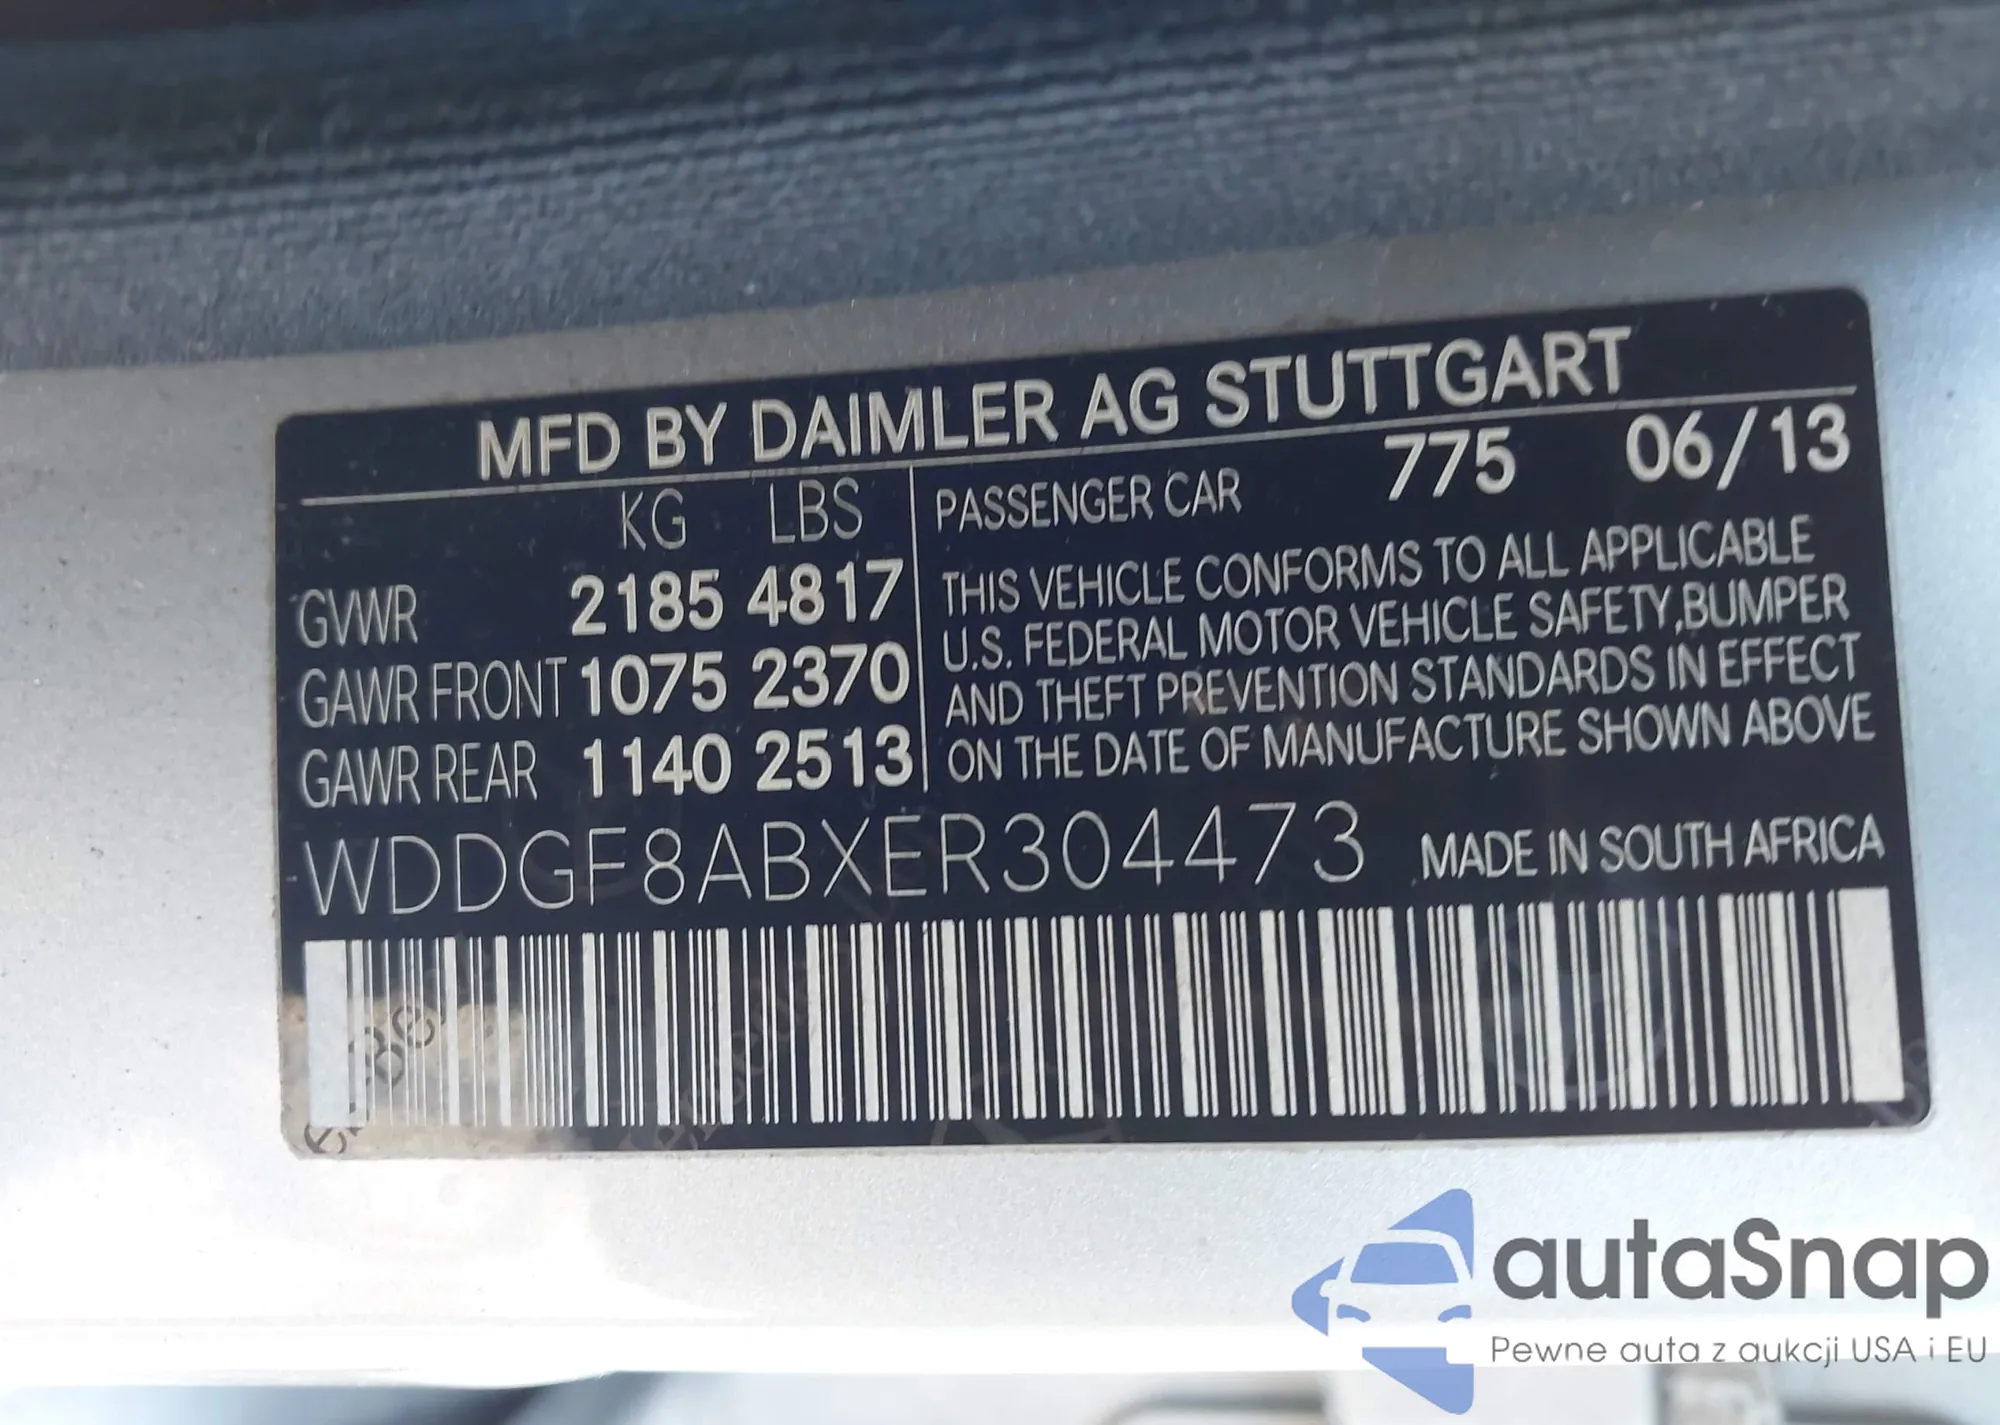 MFD BY DAIMLER AG STUTTGART
KG LBS
GVWR 2185 4817
GAWR FRONT 1075 2370
GAWR REAR 1140 2513
PASSENGER CAR 775 06/13
THIS VEHICLE CONFORMS TO ALL APPLICABLE
U.S. FEDERAL MOTOR VEHICLE SAFETY,BUMPER
AND THEFT PREVENTION STANDARDS IN EFFECT
ON THE DATE OF MANUFACTURE SHOWN ABOVE
WDDGF8ABXER304473 MADE IN SOUTH AFRICA
autaSnap
Pewne auta z aukcji USA i EU